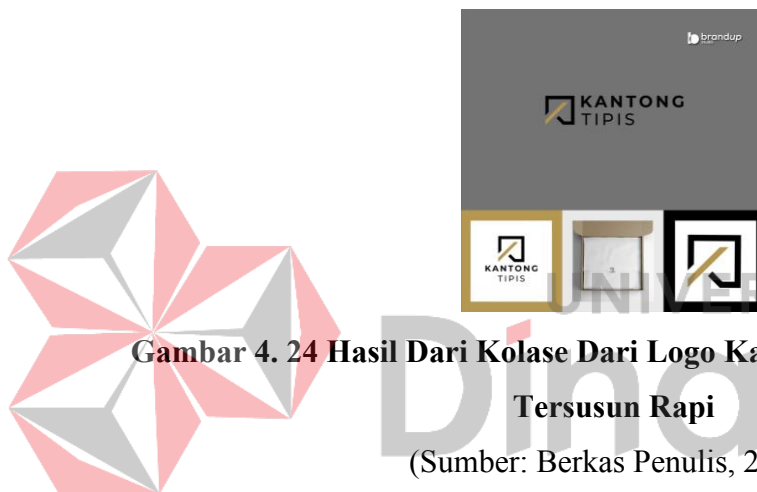 brandup
KANTONG
TIPIS
KANTONG
TIPIS
UNIVER
Dina
Gambar 4. 24 Hasil Dari Kolase Dari Logo Ka
Tersusun Rapi
(Sumber: Berkas Penulis, 2